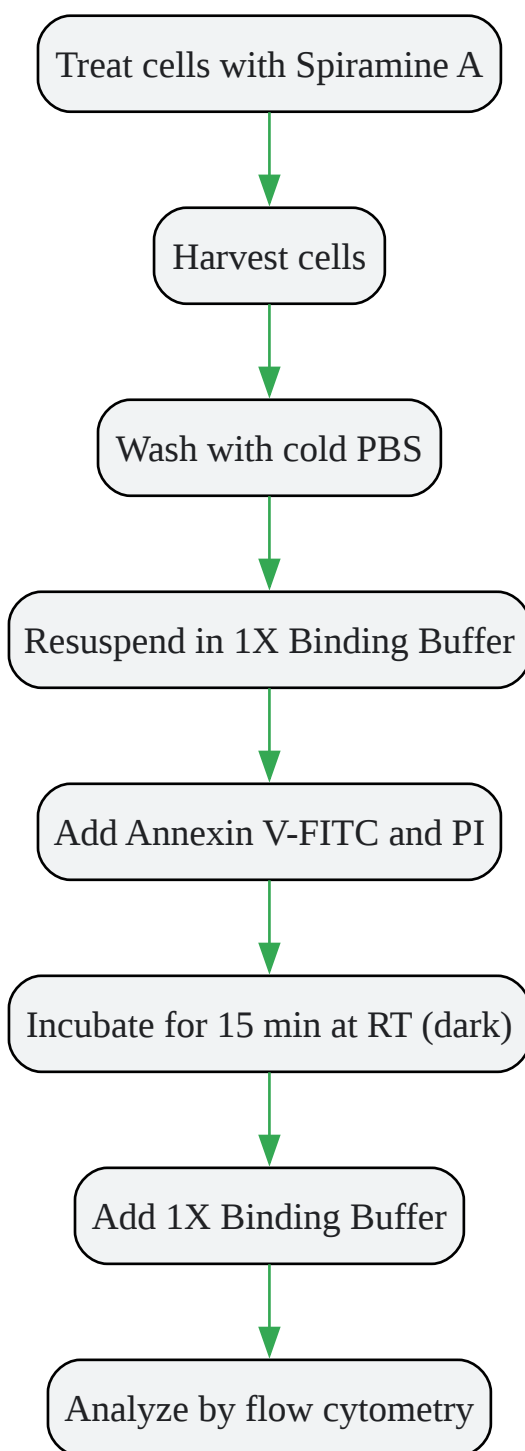 Treat cells with Spiramine A
Harvest cells
Wash with cold PBS
Resuspend in 1X Binding Buffer
Add Annexin V-FITC and PI
Incubate for 15 min at RT (dark)
Add 1X Binding Buffer
Analyze by flow cytometry